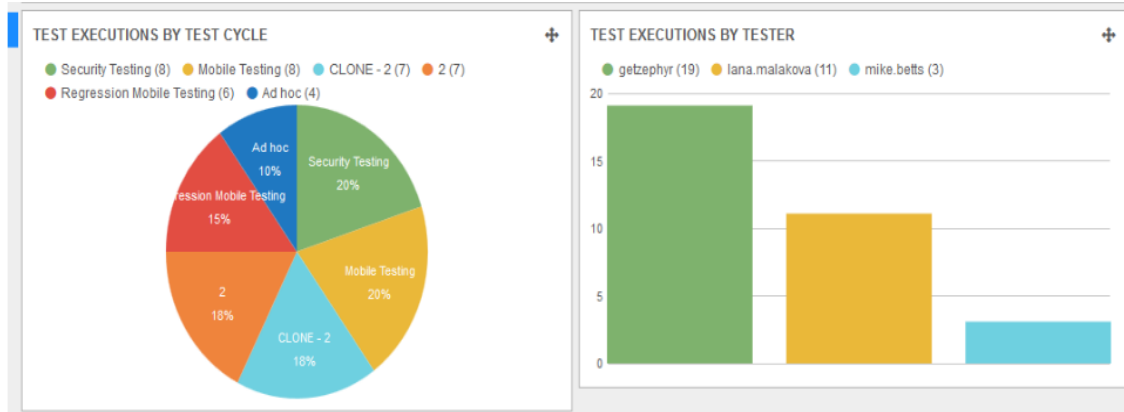 TEST EXECUTIONS BY TEST CYCLE
Security Testing (8) Mobile Testing (8) CLONE - 2 (7) 2 (7)
Regression Mobile Testing (6) Ad hoc (4)
Ad hoc
10%
Security Testing
20%
ression Mobile Testing
15%
Mobile Testing
20%
2
18%
CLONE - 2
18%
TEST EXECUTIONS BY TESTER
getzephyr (19) lana.malakova (11) mike.betts (3)
20
15
10
5
0